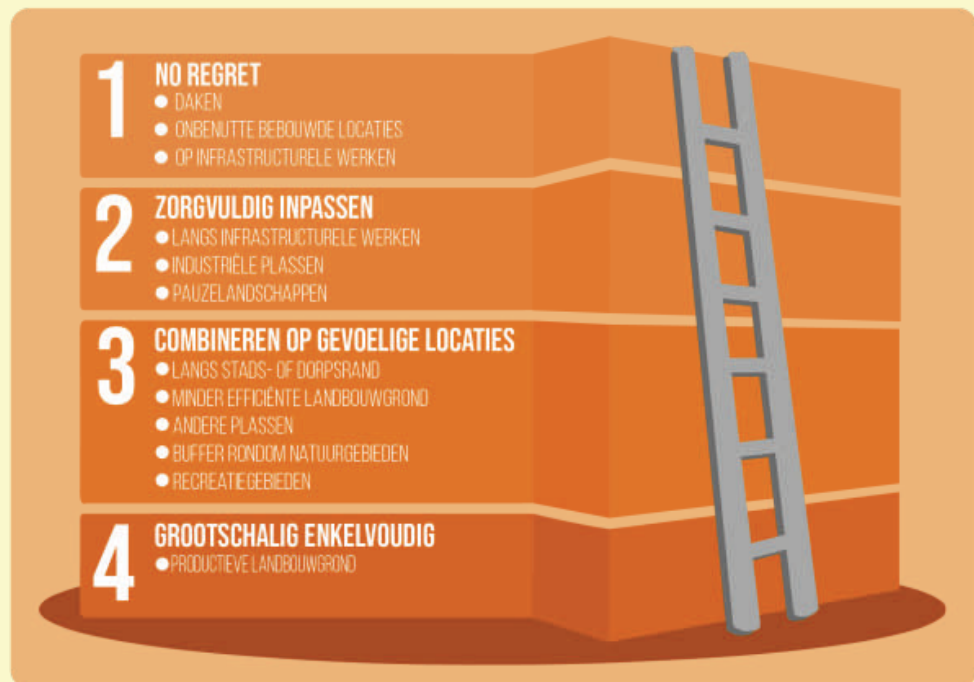 1
NO REGRET
● DAKEN
● ONBENUTTE BEBOUWDE LOCATIES
● OP INFRASTRUCTURELE WERKEN
2
ZORGVULDIG INPASSEN
● LANGS INFRASTRUCTURELE WERKEN
● INDUSTRIËLE PLASSEN
● PAUZELANDSCHAPPEN
3
COMBINEREN OP GEVOELIGE LOCATIES
● LANGS STADS- OF DORPSRAND
● MINDER EFFICIËNTE LANDBOUWGROND
● ANDERE PLASSEN
● BUFFER RONDOM NATUURGEBIEDEN
● RECREATIEGEBIEDEN
4
GROOTSCHALIG ENKELVOUDIG
● PRODUCTIEVE LANDBOUWGROND